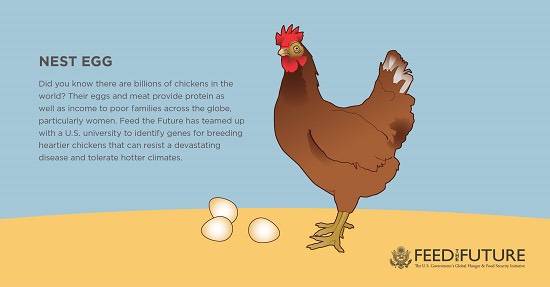 NEST EGG
Did you know there are billions of chickens in the
world? Their eggs and meat provide protein as
well as income to poor families across the globe,
particularly women. Feed the Future has teamed up
with a U.S. university to identify genes for breeding
heartier chickens that can resist a devastating
disease and tolerate hotter climates.
FEED THE FUTURE
The U.S. Government's Global Hunger & Food Security Initiative